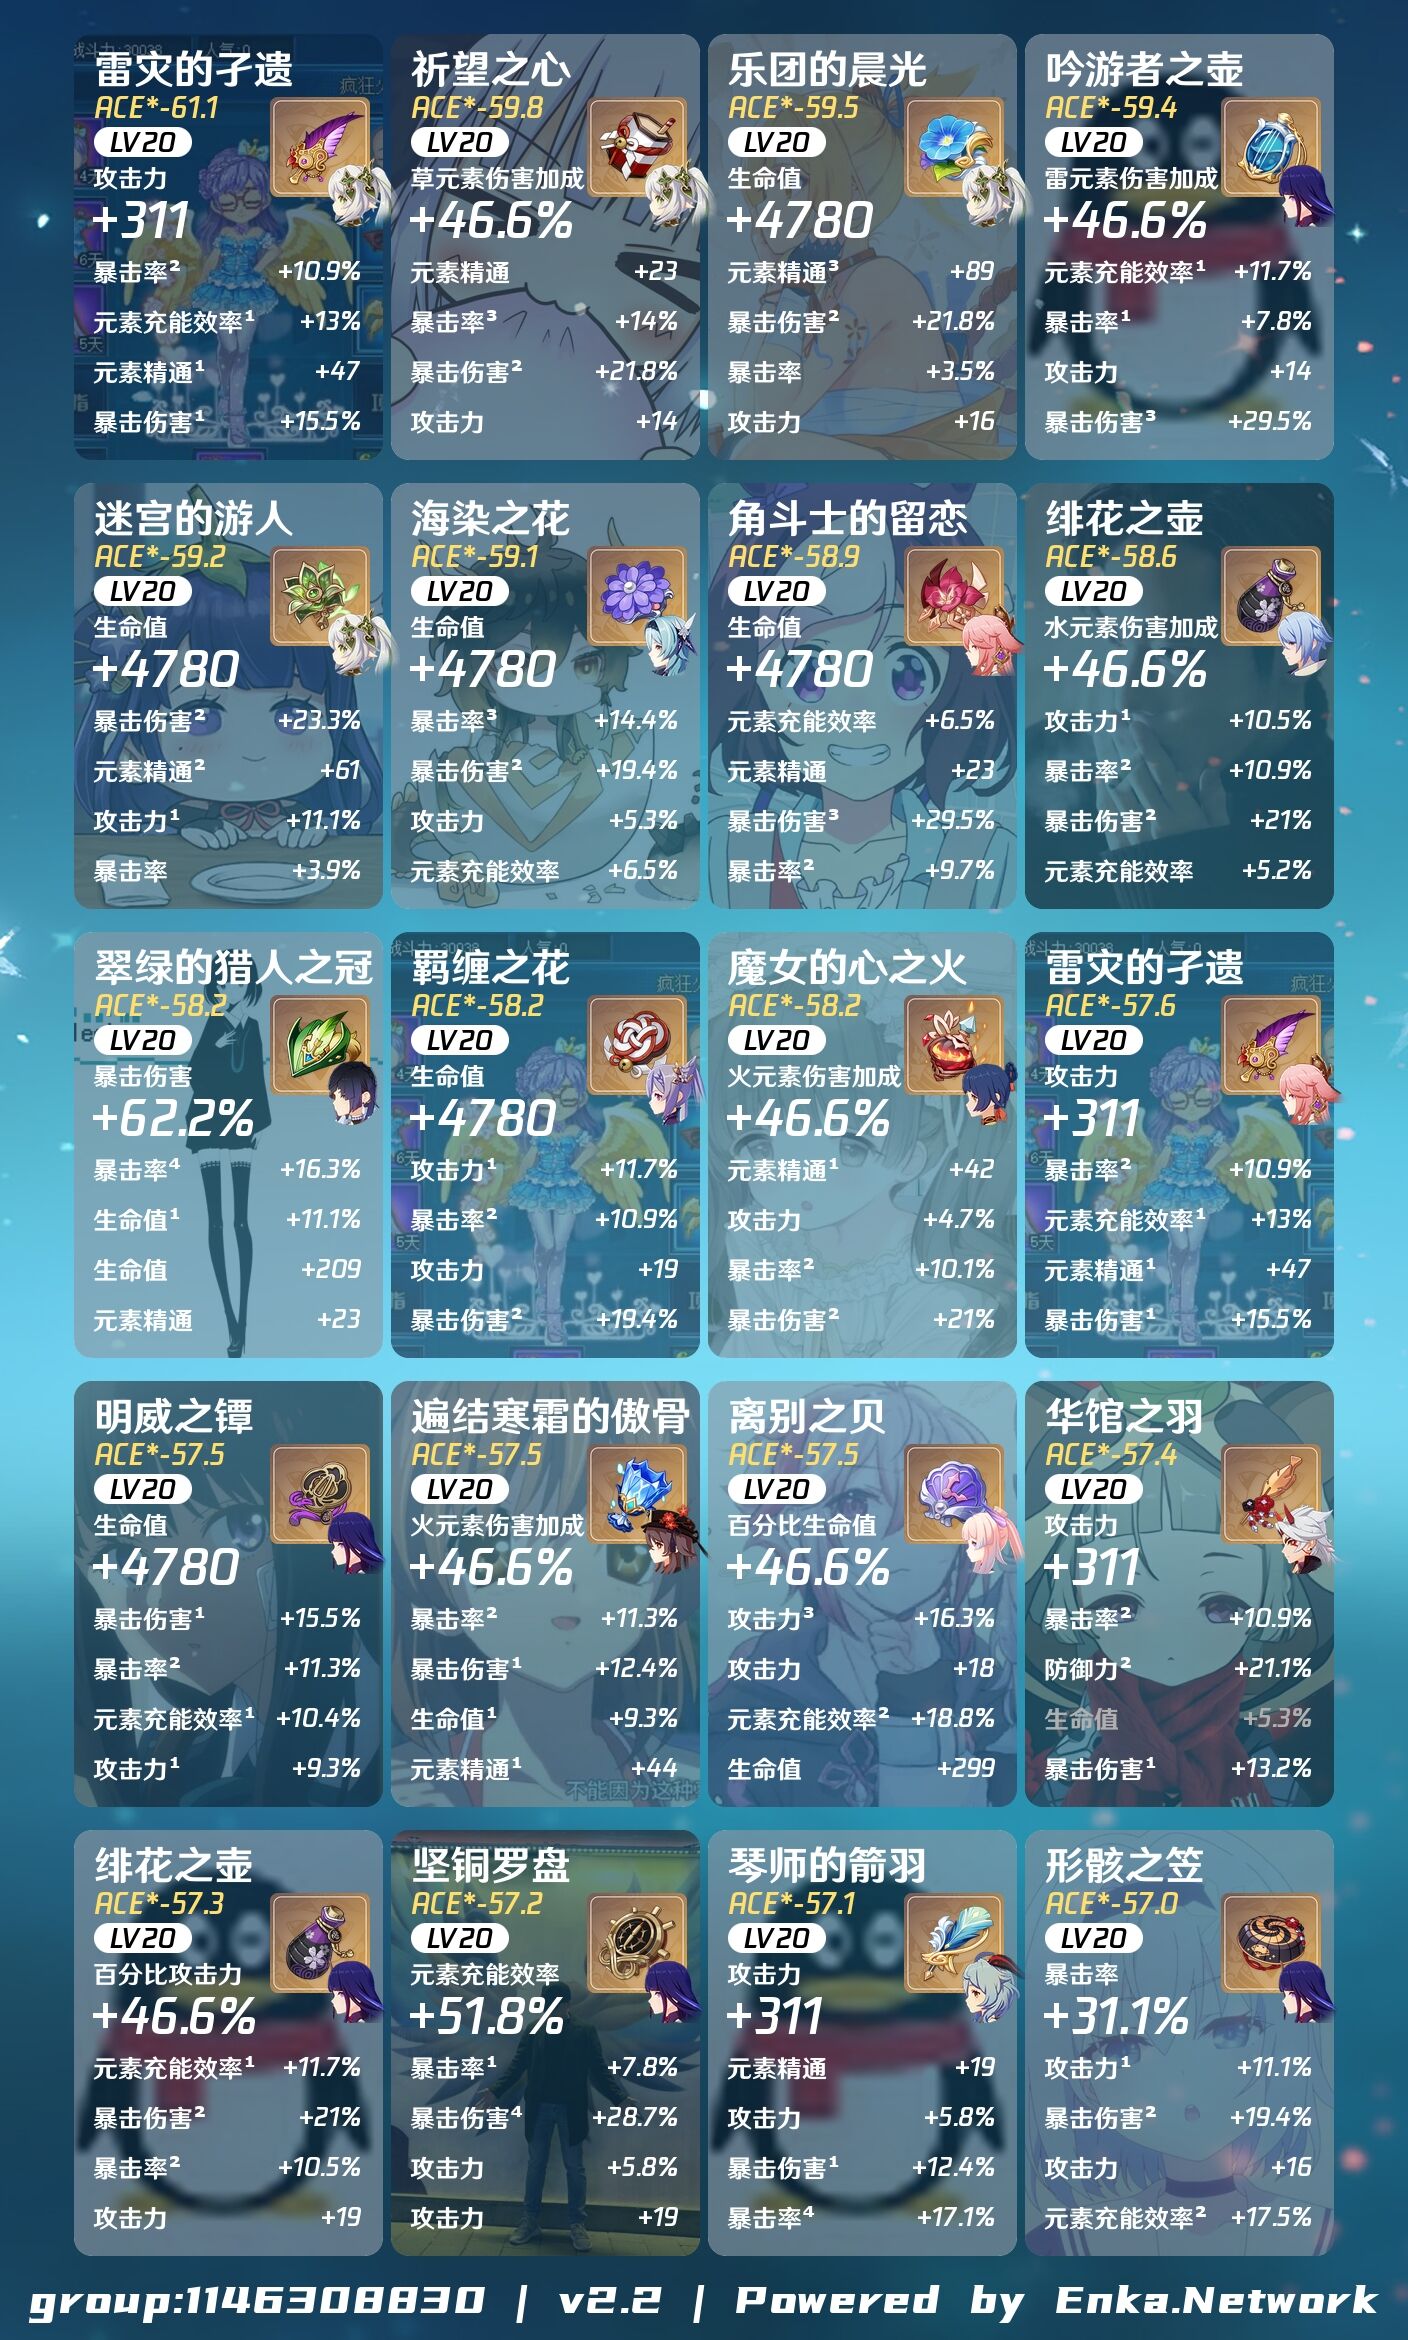 雷灾的孑遗
ACE*-61.1
LV20
攻击力
+311
暴击率² +10.9%
元素充能效率¹ +13%
元素精通¹ +47
暴击伤害¹ +15.5%
祈望之心
ACE*-59.8
LV20
草元素伤害加成
+46.6%
元素精通 +23
暴击率³ +14%
暴击伤害² +21.8%
攻击力 +14
乐团的晨光
ACE*-59.5
LV20
生命值
+4780
元素精通³ +89
暴击伤害² +21.8%
暴击率 +3.5%
攻击力 +16
吟游者之壶
ACE*-59.4
LV20
雷元素伤害加成
+46.6%
元素充能效率¹ +11.7%
暴击率¹ +7.8%
攻击力 +14
暴击伤害³ +29.5%
迷宫的游人
ACE*-59.2
LV20
生命值
+4780
暴击伤害² +23.3%
元素精通² +61
攻击力¹ +11.1%
暴击率 +3.9%
海染之花
ACE*-59.1
LV20
生命值
+4780
暴击率³ +14.4%
暴击伤害² +19.4%
攻击力 +5.3%
元素充能效率 +6.5%
角斗士的留恋
ACE*-58.9
LV20
生命值
+4780
元素充能效率 +6.5%
元素精通 +23
暴击伤害³ +29.5%
暴击率² +9.7%
绯花之壶
ACE*-58.6
LV20
水元素伤害加成
+46.6%
攻击力¹ +10.5%
暴击率² +10.9%
暴击伤害² +21%
元素充能效率 +5.2%
翠绿的猎人之冠
ACE*-58.2
LV20
暴击伤害
+62.2%
暴击率⁴ +16.3%
生命值¹ +11.1%
生命值 +209
元素精通 +23
羁缠之花
ACE*-58.2
LV20
生命值
+4780
攻击力¹ +11.7%
暴击率² +10.9%
攻击力 +19
暴击伤害² +19.4%
魔女的心之火
ACE*-58.2
LV20
火元素伤害加成
+46.6%
元素精通¹ +42
攻击力 +4.7%
暴击率² +10.1%
暴击伤害² +21%
雷灾的孑遗
ACE*-57.6
LV20
攻击力
+311
暴击率² +10.9%
元素充能效率¹ +13%
元素精通¹ +47
暴击伤害¹ +15.5%
明威之镡
ACE*-57.5
LV20
生命值
+4780
暴击伤害¹ +15.5%
暴击率² +11.3%
元素充能效率¹ +10.4%
攻击力¹ +9.3%
遍结寒霜的傲骨
ACE*-57.5
LV20
火元素伤害加成
+46.6%
暴击率² +11.3%
暴击伤害¹ +12.4%
生命值¹ +9.3%
元素精通¹ +44
不能因为这种
离别之贝
ACE*-57.5
LV20
百分比生命值
+46.6%
攻击力³ +16.3%
攻击力 +18
元素充能效率² +18.8%
生命值 +299
华馆之羽
ACE*-57.4
LV20
攻击力
+311
暴击率² +10.9%
防御力² +21.1%
生命值 +5.3%
暴击伤害¹ +13.2%
绯花之壶
ACE*-57.3
LV20
百分比攻击力
+46.6%
元素充能效率¹ +11.7%
暴击伤害² +21%
暴击率² +10.5%
攻击力 +19
坚铜罗盘
ACE*-57.2
LV20
元素充能效率
+51.8%
暴击率¹ +7.8%
暴击伤害⁴ +28.7%
攻击力 +5.8%
攻击力 +19
琴师的箭羽
ACE*-57.1
LV20
攻击力
+311
元素精通 +19
攻击力 +5.8%
暴击伤害¹ +12.4%
暴击率⁴ +17.1%
形骸之笠
ACE*-57.0
LV20
暴击率
+31.1%
攻击力¹ +11.1%
暴击伤害² +19.4%
攻击力 +16
元素充能效率² +17.5%
group:1146308830 | v2.2 | Powered by Enka.Network